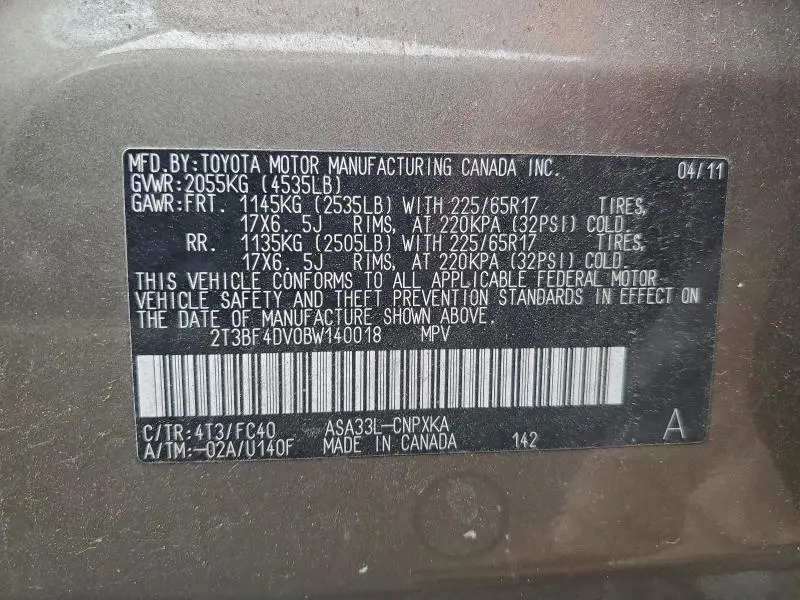 MFD.BY:TOYOTA MOTOR MANUFACTURING CANADA INC. 04/11
GVWR:2055KG (4535LB)
GAWR:FRT. 1145KG (2535LB) WITH 225/65R17 TIRES,
17X6.5J RIMS, AT 220KPA (32PSI) COLD.
RR. 1135KG (2505LB) WITH 225/65R17 TIRES,
17X6.5J RIMS, AT 220KPA (32PSI) COLD.
THIS VEHICLE CONFORMS TO ALL APPLICABLE FEDERAL MOTOR
VEHICLE SAFETY AND THEFT PREVENTION STANDARDS IN EFFECT ON
THE DATE OF MANUFACTURE SHOWN ABOVE.
2T3BF4DV0BW140018 MPV
C/TR:4T3/FC40 ASA33L-CNPXKA A
A/TM:-02A/U140F MADE IN CANADA 142